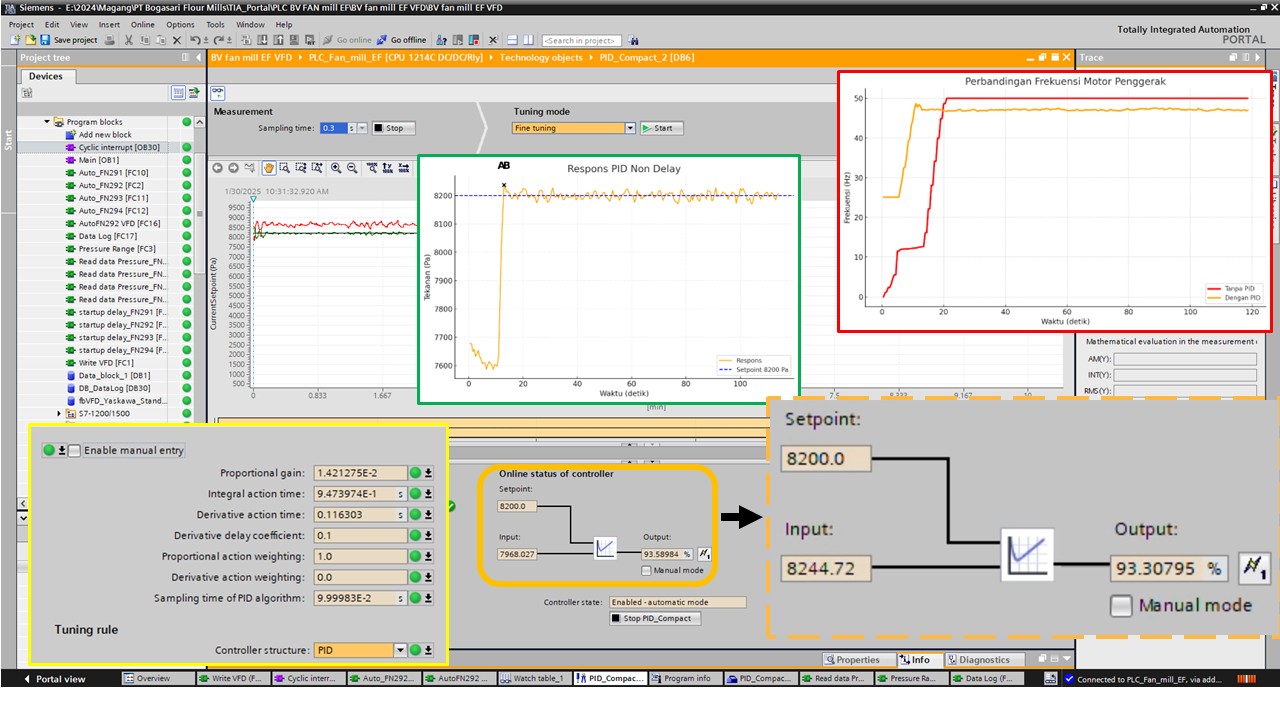 Siemens - E:\2024\Magang\PT Bogasari Flour Mills\TIA_Portal\PLC BV FAN mill EF\BV fan mill EF VFD\BV fan mill EF VFD
Project Edit View Insert Online Options Tools Window Help
Totally Integrated Automation
PORTAL
Save project Go online Go offline <Search in project>
Project tree
BV fan mill EF VFD PLC_Fan_mill_EF [CPU 1214C DC/DC/Rly] Technology objects PID_Compact_2 [DB6]
Trace
Devices
Start
Measurement
Sampling time: 0.3 s Stop
Tuning mode
Fine tuning Start
Program blocks
Add new block
Cyclic interrupt [OB30]
Main [OB1]
Auto_FN291 [FC10]
Auto_FN292 [FC2]
Auto_FN293 [FC11]
Auto_FN294 [FC12]
AutoFN292 VFD [FC16]
Data Log [FC17]
Pressure Range [FC3]
Read data Pressure_FN...
Read data Pressure_FN...
Read data Pressure_FN...
Read data Pressure_FN...
startup delay_FN291 [F...
startup delay_FN292 [F...
startup delay_FN293 [F...
startup delay_FN294 [F...
Write VFD [FC1]
Data_block_1 [DB1]
DB_DataLog [DB30]
fbVFD_Yaskawa_Stand...
S7-1200/1500
1/30/2025 10:31:32.920 AM
CurrentSetpoint (Pa)
9500
9000
8500
8000
7500
7000
6500
6000
5500
5000
4500
4000
3500
3000
2500
2000
1500
1000
500
0 0.833 1.667 7.5 8.333 9.167 10
[min]
AB
Respons PID Non Delay
Tekanan (Pa)
8200
8100
8000
7900
7800
7700
7600
0 20 40 60 80 100
Waktu (detik)
Respons
Setpoint 8200 Pa
Perbandingan Frekuensi Motor Penggerak
Frekuensi (Hz)
50
40
30
20
10
0
0 20 40 60 80 100 120
Waktu (detik)
Tanpa PID
Dengan PID
Mathematical evaluation in the measurement
AM(Y):
INT(Y):
RMS(Y):
Enable manual entry
Proportional gain: 1.421275E-2
Integral action time: 9.473974E-1 s
Derivative action time: 0.116303 s
Derivative delay coefficient: 0.1
Proportional action weighting: 1.0
Derivative action weighting: 0.0
Sampling time of PID algorithm: 9.99983E-2 s
Tuning rule
Controller structure: PID
Online status of controller
Setpoint:
8200.0
Input: Output:
7968.027 93.58984 %
Manual mode
Controller state: Enabled - automatic mode
Stop PID_Compact
Setpoint:
8200.0
Input: Output:
8244.72 93.30795 %
Manual mode
Properties Info Diagnostics
Portal view Overview Write VFD (F... Cyclic interr... Auto_FN292... AutoFN292 ... Watch table_1 PID_Compac... Program info PID_Compac... Read data Pr... Pressure Ra... Data Log (F... Connected to PLC_Fan_mill_EF, via add...